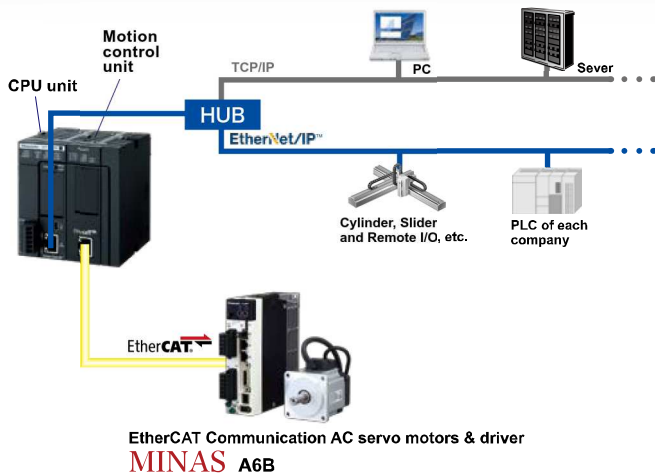 Motion
control
unit
CPU unit
TCP/IP
PC
Sever
HUB
EtherNet/IP™
Cylinder, Slider
and Remote I/O, etc.
PLC of each
company
EtherCAT®
EtherCAT Communication AC servo motors & driver
MINAS A6B